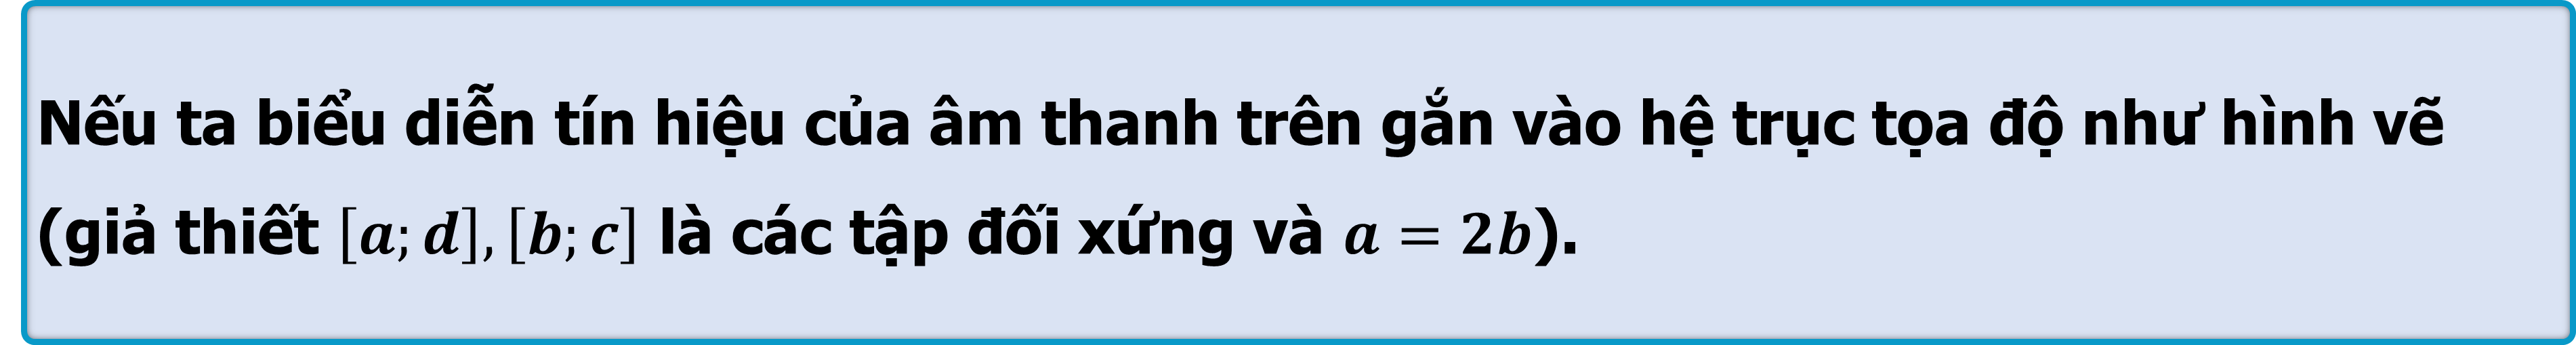 Nếu ta biểu diễn tín hiệu của âm thanh trên gắn vào hệ trục tọa độ như hình vẽ
(giả thiết [a; d], [b; c] là các tập đối xứng và a = 2b).